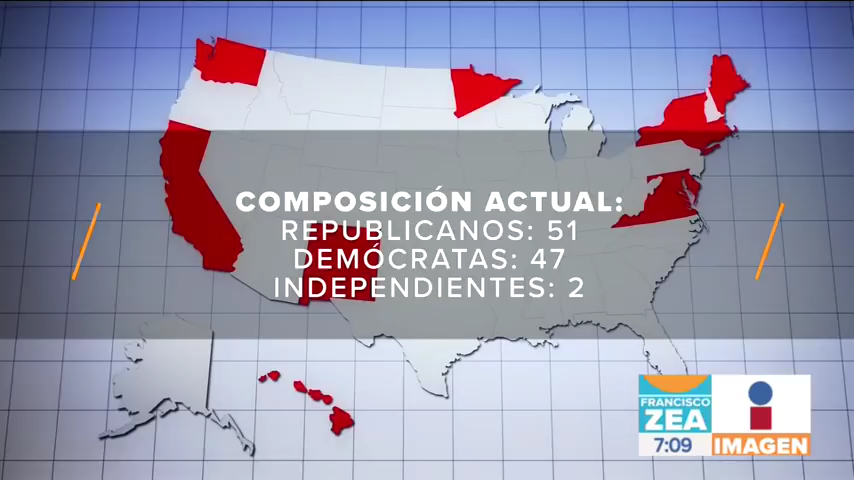 COMPOSICIÓN ACTUAL:
REPUBLICANOS: 51
DEMÓCRATAS: 47
INDEPENDIENTES: 2
FRANCISCO
ZEA
7:09
IMAGEN